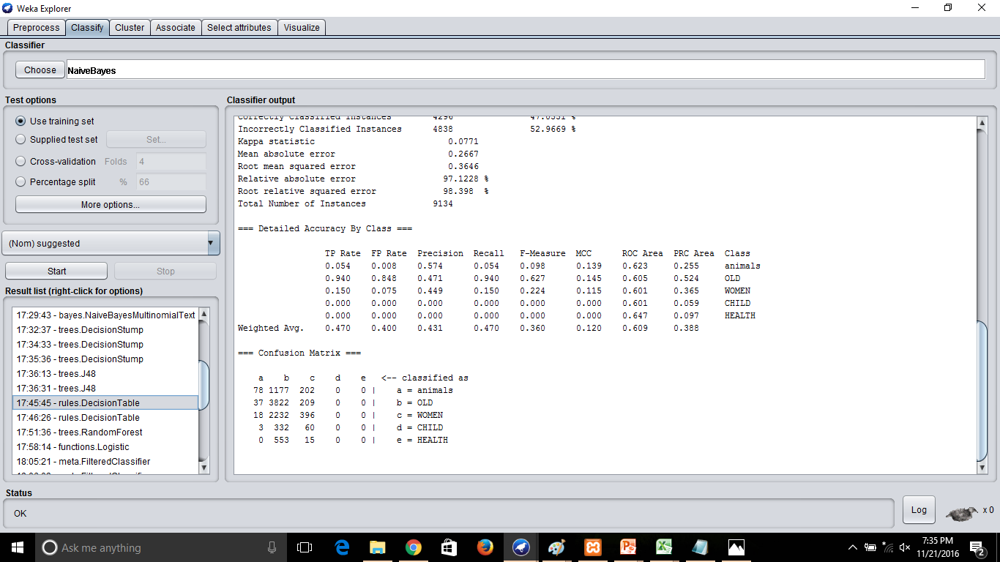 Weka Explorer
Preprocess Classify Cluster Associate Select attributes Visualize
Classifier
Choose NaiveBayes
Test options
Use training set
Supplied test set Set...
Cross-validation Folds 4
Percentage split % 66
More options...
(Nom) suggested
Start Stop
Result list (right-click for options)
17:29:43 - bayes.NaiveBayesMultinomialText
17:32:37 - trees.DecisionStump
17:34:33 - trees.DecisionStump
17:35:36 - trees.DecisionStump
17:36:13 - trees.J48
17:36:31 - trees.J48
17:45:45 - rules.DecisionTable
17:46:26 - rules.DecisionTable
17:51:36 - trees.RandomForest
17:58:14 - functions.Logistic
18:05:21 - meta.FilteredClassifier
Classifier output
Correctly Classified Instances 4296 47.0331 %
Incorrectly Classified Instances 4838 52.9669 %
Kappa statistic 0.0771
Mean absolute error 0.2667
Root mean squared error 0.3646
Relative absolute error 97.1228 %
Root relative squared error 98.398 %
Total Number of Instances 9134
=== Detailed Accuracy By Class ===
TP Rate FP Rate Precision Recall F-Measure MCC ROC Area PRC Area Class
0.054 0.008 0.574 0.054 0.098 0.139 0.623 0.255 animals
0.940 0.848 0.471 0.940 0.627 0.145 0.605 0.524 OLD
0.150 0.075 0.449 0.150 0.224 0.115 0.601 0.365 WOMEN
0.000 0.000 0.000 0.000 0.000 0.000 0.601 0.059 CHILD
0.000 0.000 0.000 0.000 0.000 0.000 0.647 0.097 HEALTH
Weighted Avg. 0.470 0.400 0.431 0.470 0.360 0.120 0.609 0.388
=== Confusion Matrix ===
a b c d e <-- classified as
78 1177 202 0 0 | a = animals
37 3822 209 0 0 | b = OLD
18 2232 396 0 0 | c = WOMEN
3 332 60 0 0 | d = CHILD
0 553 15 0 0 | e = HEALTH
Status
OK
Log x 0
Ask me anything
7:35 PM
11/21/2016
2